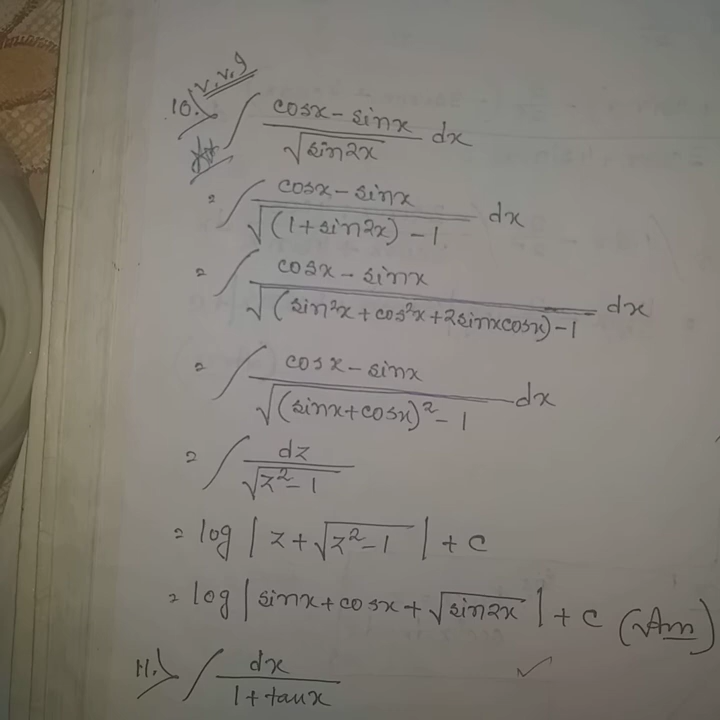 v.v.g
10.) ∫ (cosx - sinx)/√(sin2x) dx
= ∫ (cosx - sinx)/√((1+sin2x) - 1) dx
= ∫ (cosx - sinx)/√((sin²x + cos²x + 2sinxcosx) - 1) dx
= ∫ (cosx - sinx)/√((sinx+cosx)² - 1) dx
= ∫ dz/√(z² - 1)
= log | z + √(z² - 1) | + c
= log | sinx + cosx + √(sin2x) | + c (Am)
11.) ∫ dx/(1 + tanx)